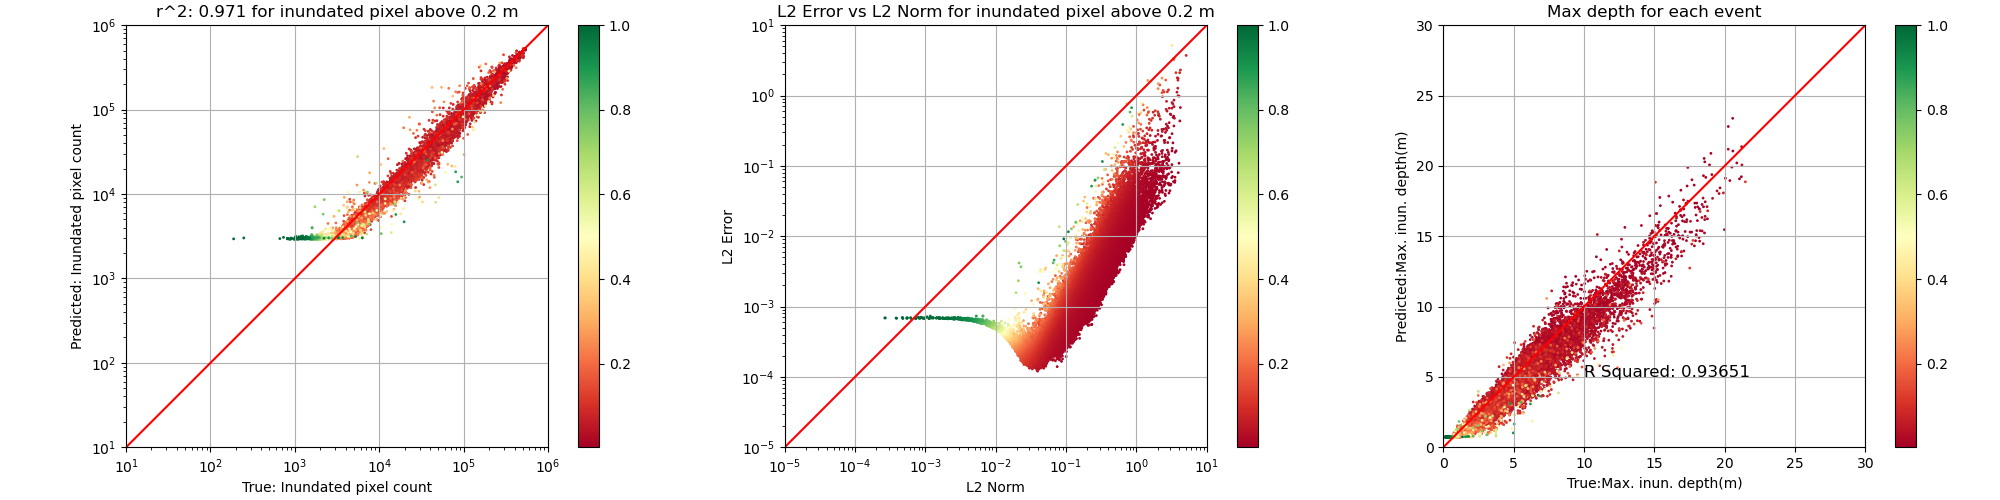 r^2: 0.971 for inundated pixel above 0.2 m
10^6
10^5
10^4
10^3
10^2
10^1
Predicted: Inundated pixel count
10^1 10^2 10^3 10^4 10^5 10^6
True: Inundated pixel count
1.0
0.8
0.6
0.4
0.2
L2 Error vs L2 Norm for inundated pixel above 0.2 m
10^1
10^0
10^-1
10^-2
10^-3
10^-4
10^-5
L2 Error
10^-5 10^-4 10^-3 10^-2 10^-1 10^0 10^1
L2 Norm
1.0
0.8
0.6
0.4
0.2
Max depth for each event
30
25
20
15
10
5
0
Predicted:Max. inun. depth(m)
R Squared: 0.93651
0 5 10 15 20 25 30
True:Max. inun. depth(m)
1.0
0.8
0.6
0.4
0.2